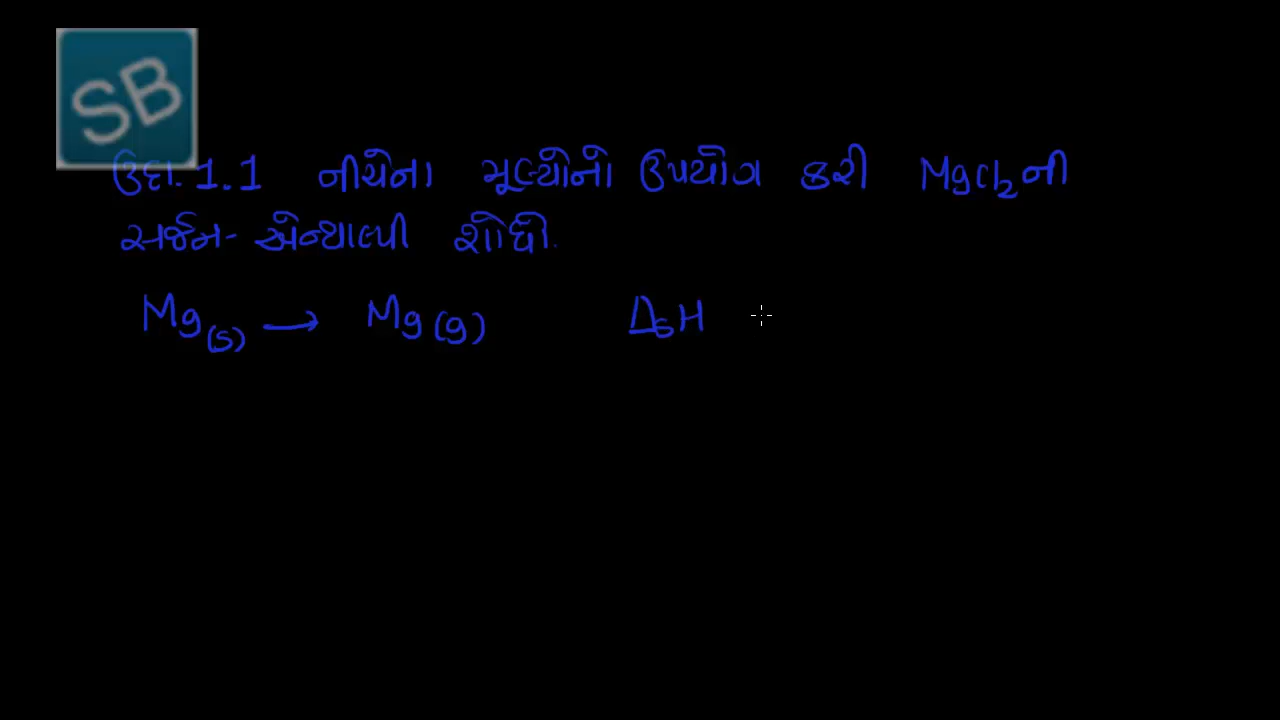 SB
ઉદા. 1.1 નીચેના મૂલ્યોનો ઉપયોગ કરી MgCl₂ની
સર્જન- એન્થાલ્પી શોધો.
Mg(s) → Mg(g) ΔsH